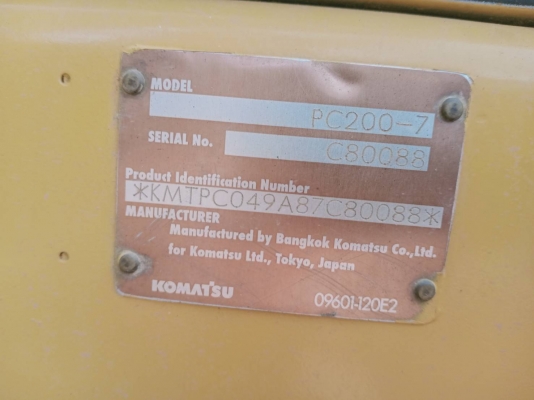 MODEL
PC200-7
SERIAL No.
C80088
Product Identification Number
*KMTPC049A87C80088*
MANUFACTURER
Manufactured by Bangkok Komatsu Co., Ltd.
for Komatsu Ltd., Tokyo, Japan
KOMATSU
09601-120E2